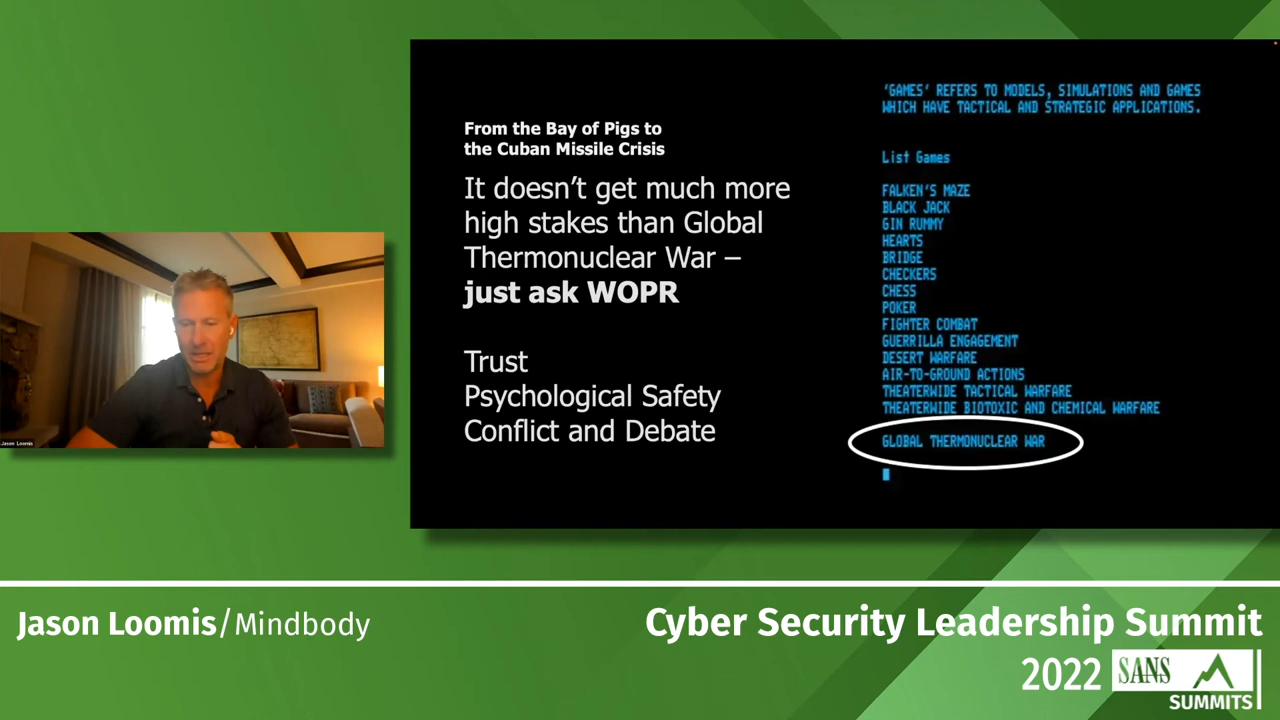 From the Bay of Pigs to
the Cuban Missile Crisis
It doesn’t get much more
high stakes than Global
Thermonuclear War –
just ask WOPR
Trust
Psychological Safety
Conflict and Debate
‘GAMES’ REFERS TO MODELS, SIMULATIONS AND GAMES
WHICH HAVE TACTICAL AND STRATEGIC APPLICATIONS.
List Games
FALKEN’S MAZE
BLACK JACK
GIN RUMMY
HEARTS
BRIDGE
CHECKERS
CHESS
POKER
FIGHTER COMBAT
GUERRILLA ENGAGEMENT
DESERT WARFARE
AIR-TO-GROUND ACTIONS
THEATERWIDE TACTICAL WARFARE
THEATERWIDE BIOTOXIC AND CHEMICAL WARFARE
GLOBAL THERMONUCLEAR WAR
Jason Loomis
Jason Loomis/Mindbody
Cyber Security Leadership Summit
2022 SANS
SUMMITS